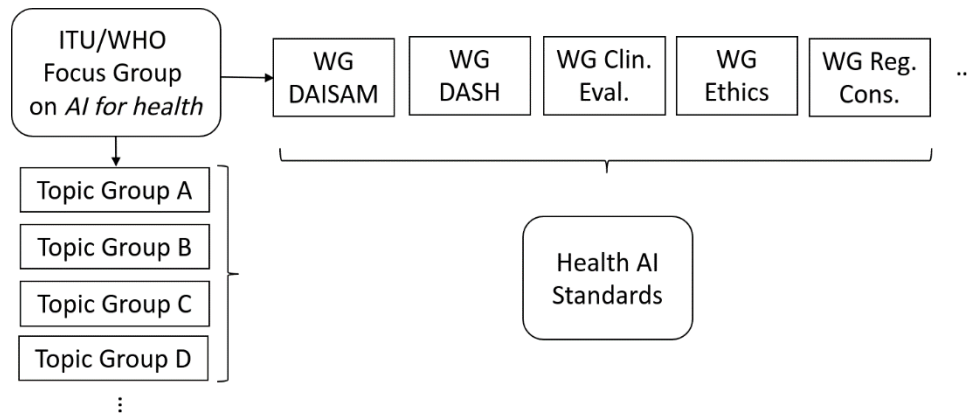 ITU/WHO
Focus Group
on AI for health
WG
DAISAM
WG
DASH
WG Clin.
Eval.
WG
Ethics
WG Reg.
Cons.
..
Topic Group A
Topic Group B
Topic Group C
Topic Group D
...
Health AI
Standards